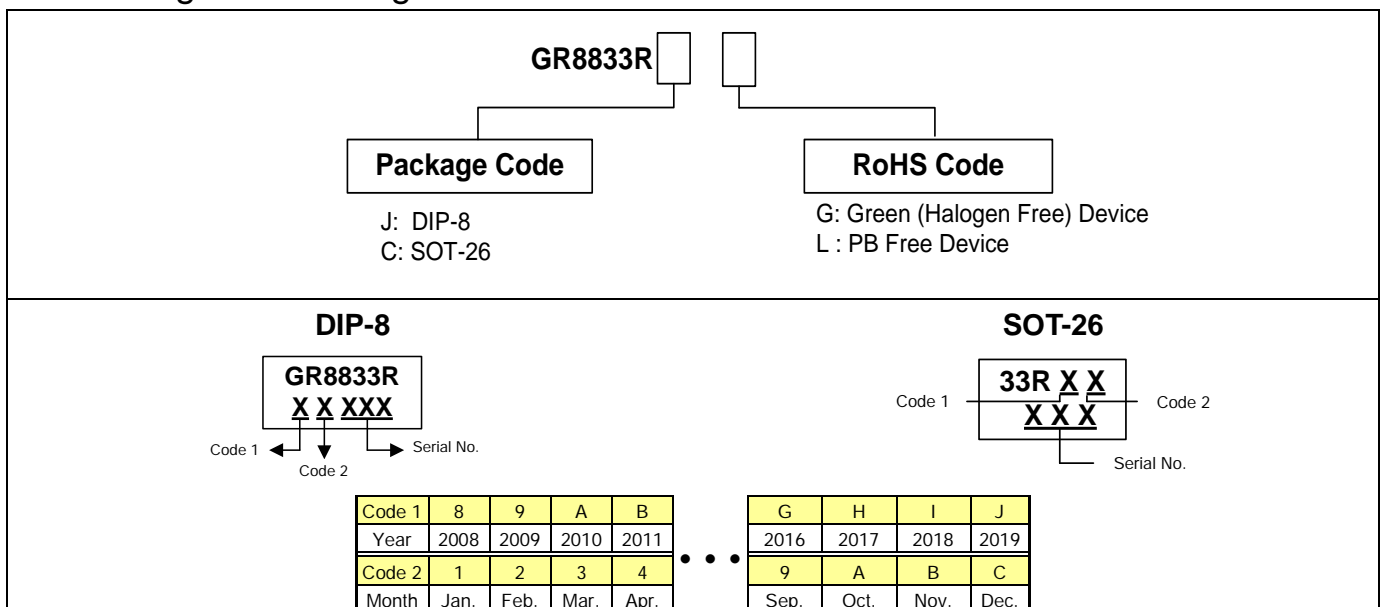 GR8833R
Package Code
RoHS Code
J: DIP-8
C: SOT-26
G: Green (Halogen Free) Device
L : PB Free Device
DIP-8
GR8833R
X X XXX
Code 1
Code 2
Serial No.
SOT-26
33R X X
X X X
Code 1
Code 2
Serial No.
Code 1 8 9 A B G H I J
Year 2008 2009 2010 2011 • • • 2016 2017 2018 2019
Code 2 1 2 3 4 9 A B C
Month Jan. Feb. Mar. Apr. Sep. Oct. Nov. Dec.